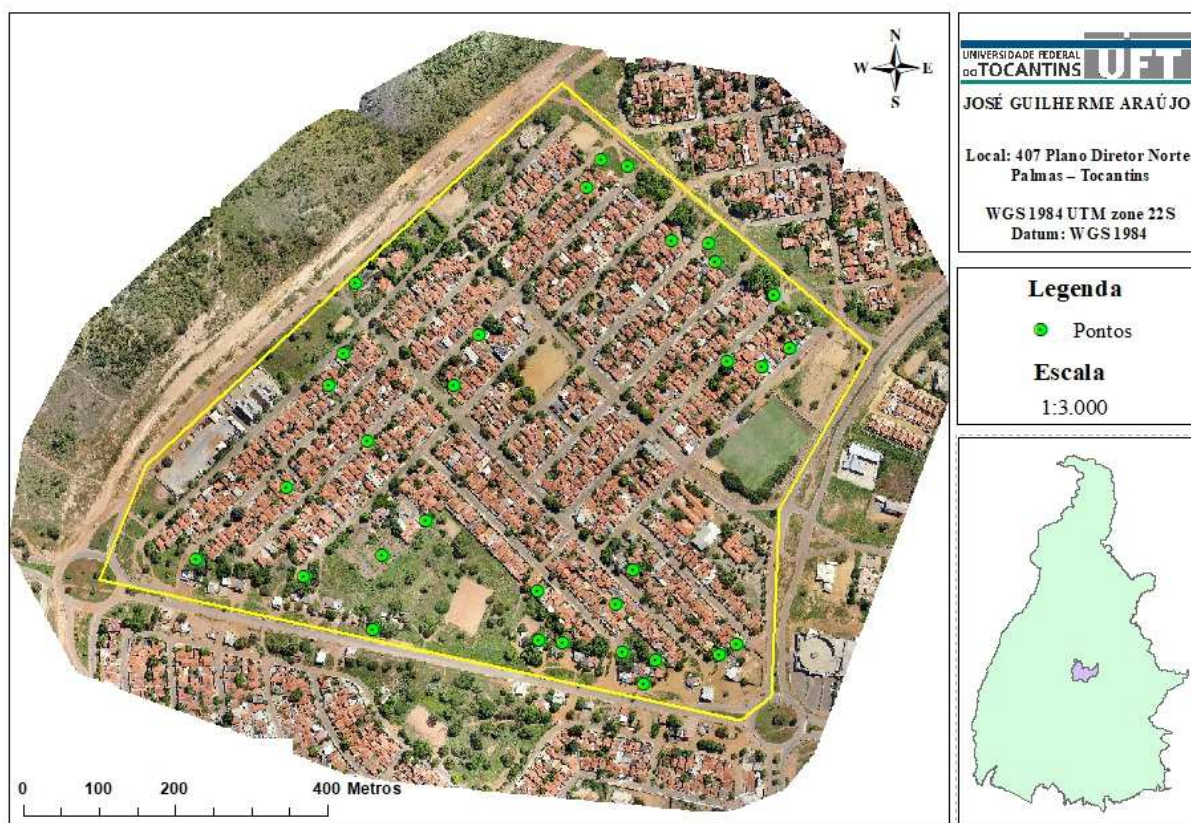 N
W E
S
0 100 200 400 Metros
UNIVERSIDADE FEDERAL
DO TOCANTINS UFT
JOSÉ GUILHERME ARAÚJO
Local: 407 Plano Diretor Norte
Palmas – Tocantins
WGS 1984 UTM zone 22S
Datum: WGS 1984
Legenda
Pontos
Escala
1:3.000